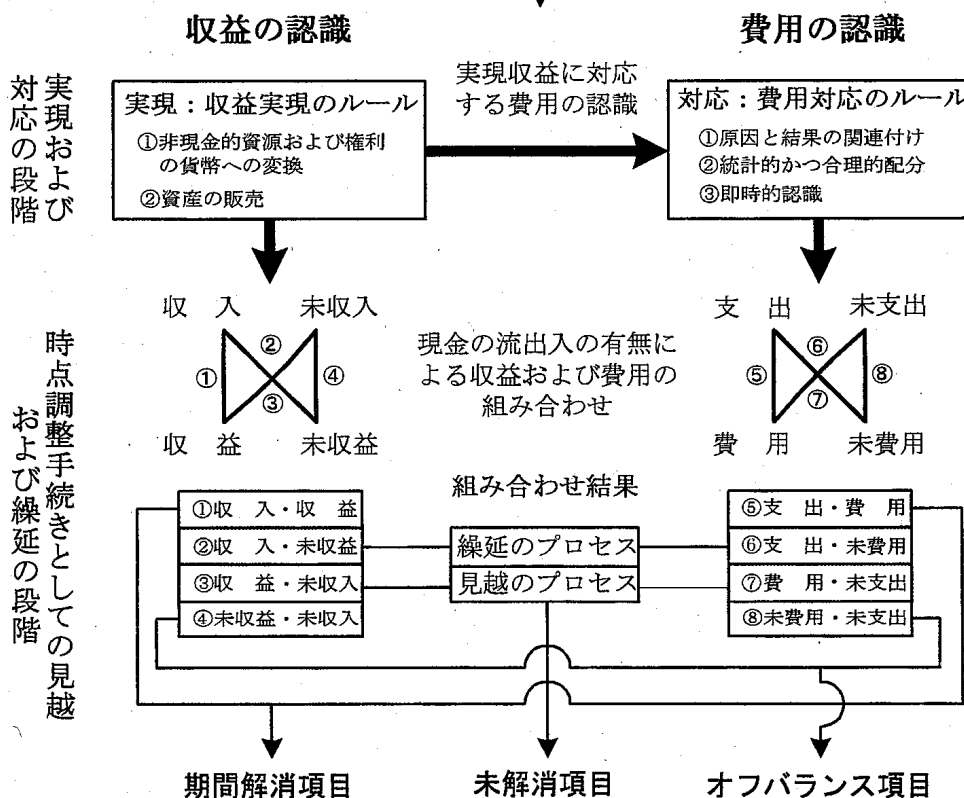 収益の認識
費用の認識
実現および
対応の段階
実現：収益実現のルール
①非現金的資源および権利
の貨幣への変換
②資産の販売
実現収益に対応
する費用の認識
対応：費用対応のルール
①原因と結果の関連付け
②統計的かつ合理的配分
③即時的認識
時点調整手続きとしての見越
および繰延の段階
収　入
未収入
①
②
③
④
収　益
未収益
現金の流出入の有無に
よる収益および費用の
組み合わせ
支　出
未支出
⑤
⑥
⑦
⑧
費　用
未費用
組み合わせ結果
①収　入・収　益
②収　入・未収益
③収　益・未収入
④未収益・未収入
繰延のプロセス
見越のプロセス
⑤支　出・費　用
⑥支　出・未費用
⑦費　用・未支出
⑧未費用・未支出
期間解消項目
未解消項目
オフバランス項目